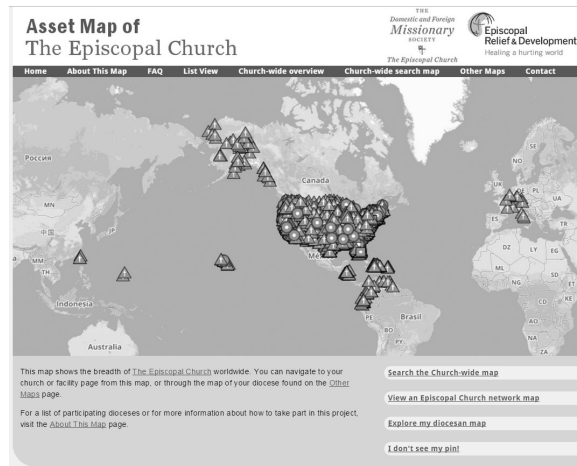 Asset Map of
The Episcopal Church
THE
Domestic and Foreign
Missionary
SOCIETY
The Episcopal Church
Episcopal
Relief & Development
Healing a hurting world
Home About This Map FAQ List View Church-wide overview Church-wide search map Other Maps Contact
Россия
Canada
SE
NO
UK
DE
PL
UA
ES
TR
MN
中国
JP
MM
TH
Indonesia
Australia
Mé
PE
Brasil
BO
PY
DZ
LY
EG
ML
SD
NG
ET
CD
KE
AO
NA
ZA
This map shows the breadth of The Episcopal Church worldwide. You can navigate to your
church or facility page from this map, or through the map of your diocese found on the Other
Maps page.
For a list of participating dioceses or for more information about how to take part in this project,
visit the About This Map page.
Search the Church-wide map
View an Episcopal Church network map
Explore my diocesan map
I don't see my pin!